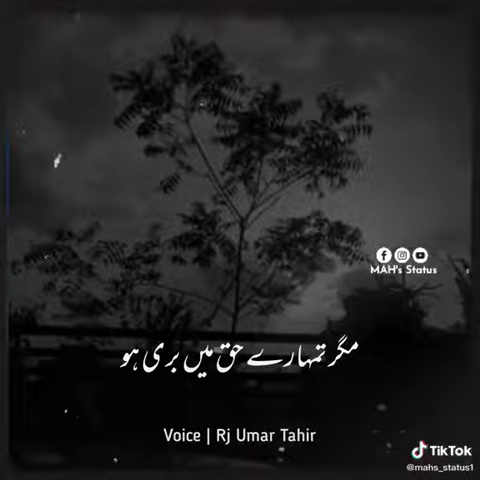 MAH's Status
مگر تمہارے حق میں بری ہو
Voice | Rj Umar Tahir
TikTok
@mahs_status1